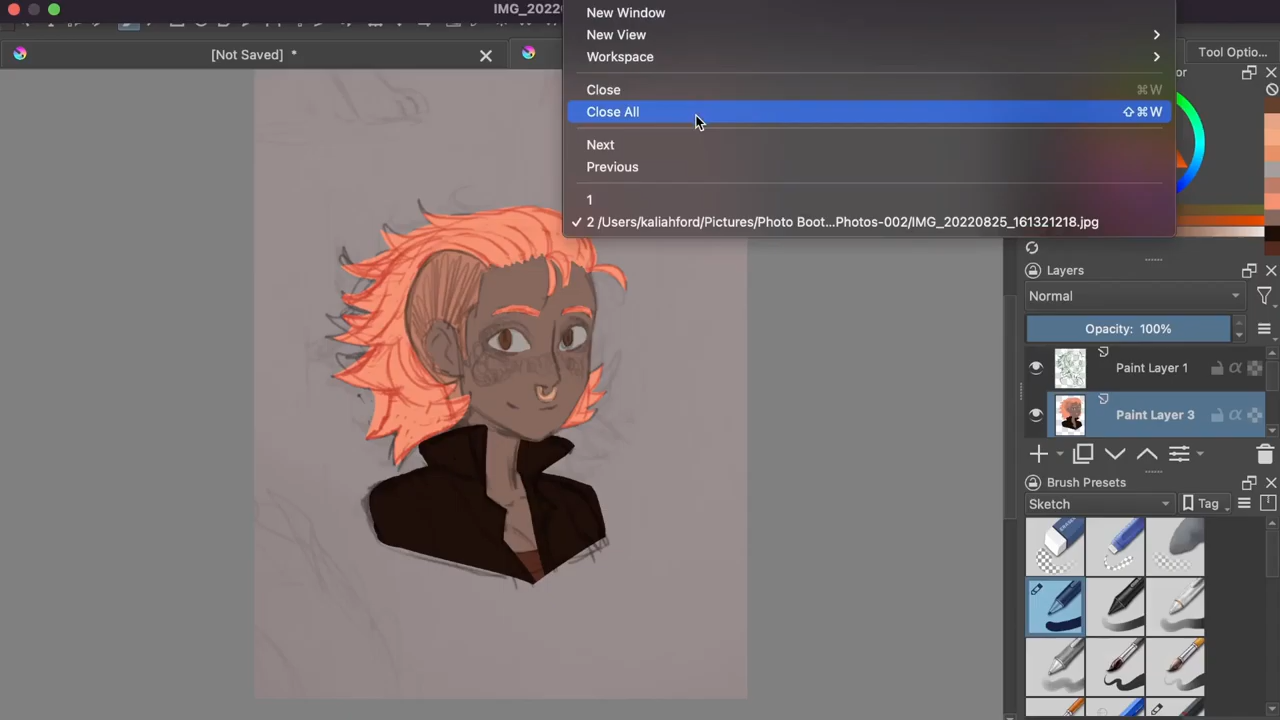 IMG_2022
New Window
New View
Workspace
Close ⌘W
Close All ⇧⌘W
Next
Previous
1
✓ 2 /Users/kaliahford/Pictures/Photo Boot...Photos-002/IMG_20220825_161321218.jpg
[Not Saved] *
Tool Optio...
or
Layers
Normal
Opacity: 100%
Paint Layer 1
Paint Layer 3
Brush Presets
Sketch
Tag